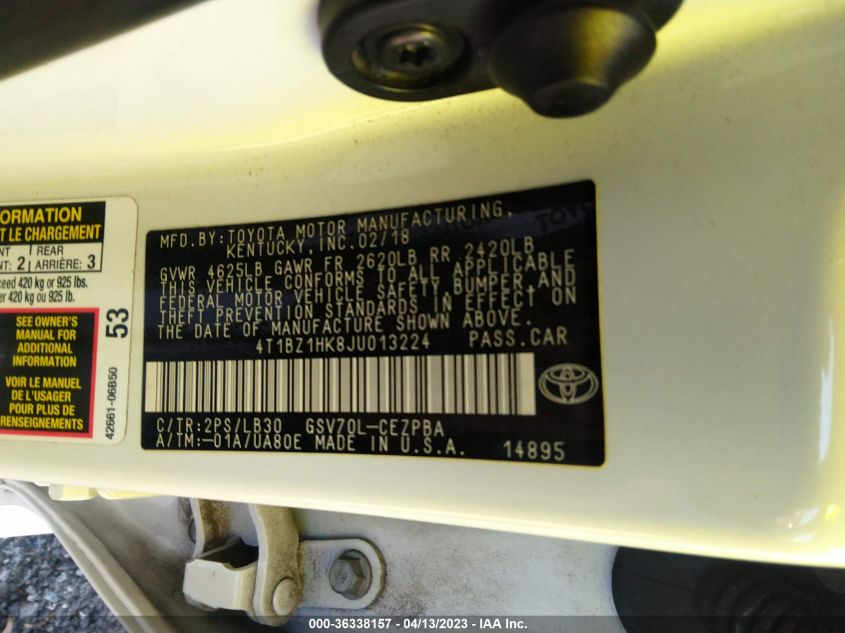 ORMATION
T LE CHARGEMENT
NT 2 REAR ARRIÈRE: 3
ceed 420 kg or 925 lbs.
er 420 kg ou 925 lb.
SEE OWNER'S
MANUAL FOR
ADDITIONAL
INFORMATION
VOIR LE MANUEL
DE L'USAGER
POUR PLUS DE
RENSEIGNEMENTS
53
42661-06B50
MFD.BY:TOYOTA MOTOR MANUFACTURING,
KENTUCKY,INC.02/18
GVWR 4625LB GAWR FR 2620LB RR 2420LB
THIS VEHICLE CONFORMS TO ALL APPLICABLE
FEDERAL MOTOR VEHICLE SAFETY,BUMPER,AND
THEFT PREVENTION STANDARDS IN EFFECT ON
THE DATE OF MANUFACTURE SHOWN ABOVE.
4T1BZ1HK8JU013224 PASS.CAR
C/TR:2PS/LB30 GSV70L-CEZPBA
A/TM:-01A/UA80E MADE IN U.S.A. 14895
000-36338157 - 04/13/2023 - IAA Inc.